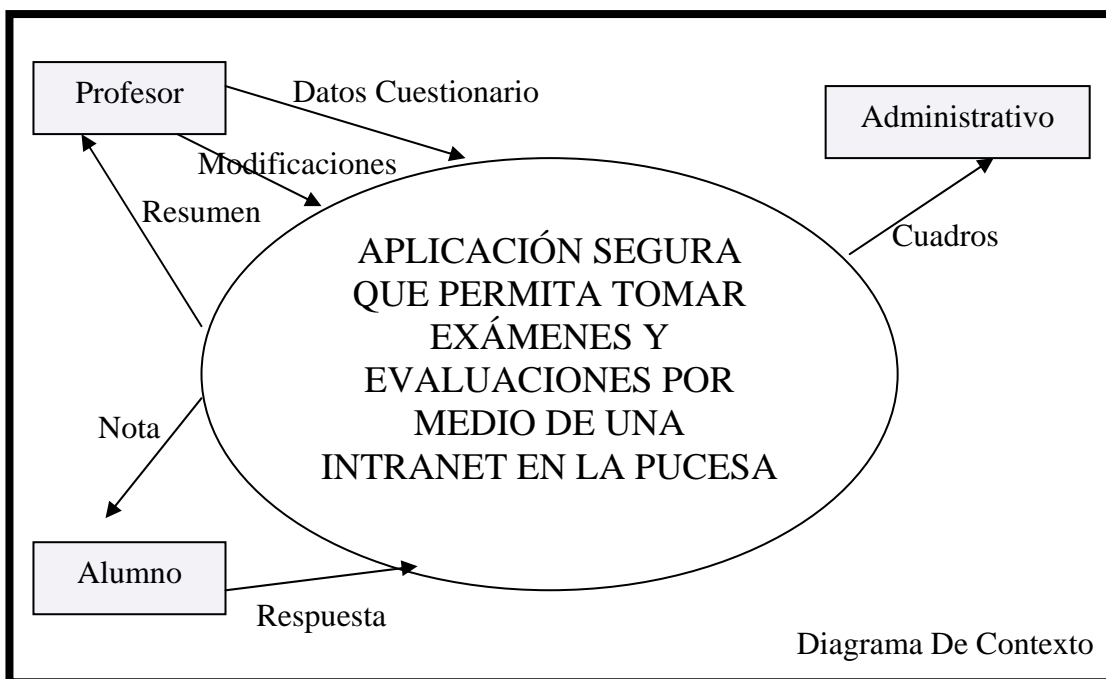 Profesor
Datos Cuestionario
Administrativo
Modificaciones
Resumen
Cuadros
APLICACIÓN SEGURA
QUE PERMITA TOMAR
EXÁMENES Y
EVALUACIONES POR
MEDIO DE UNA
INTRANET EN LA PUCESA
Nota
Alumno
Respuesta
Diagrama De Contexto